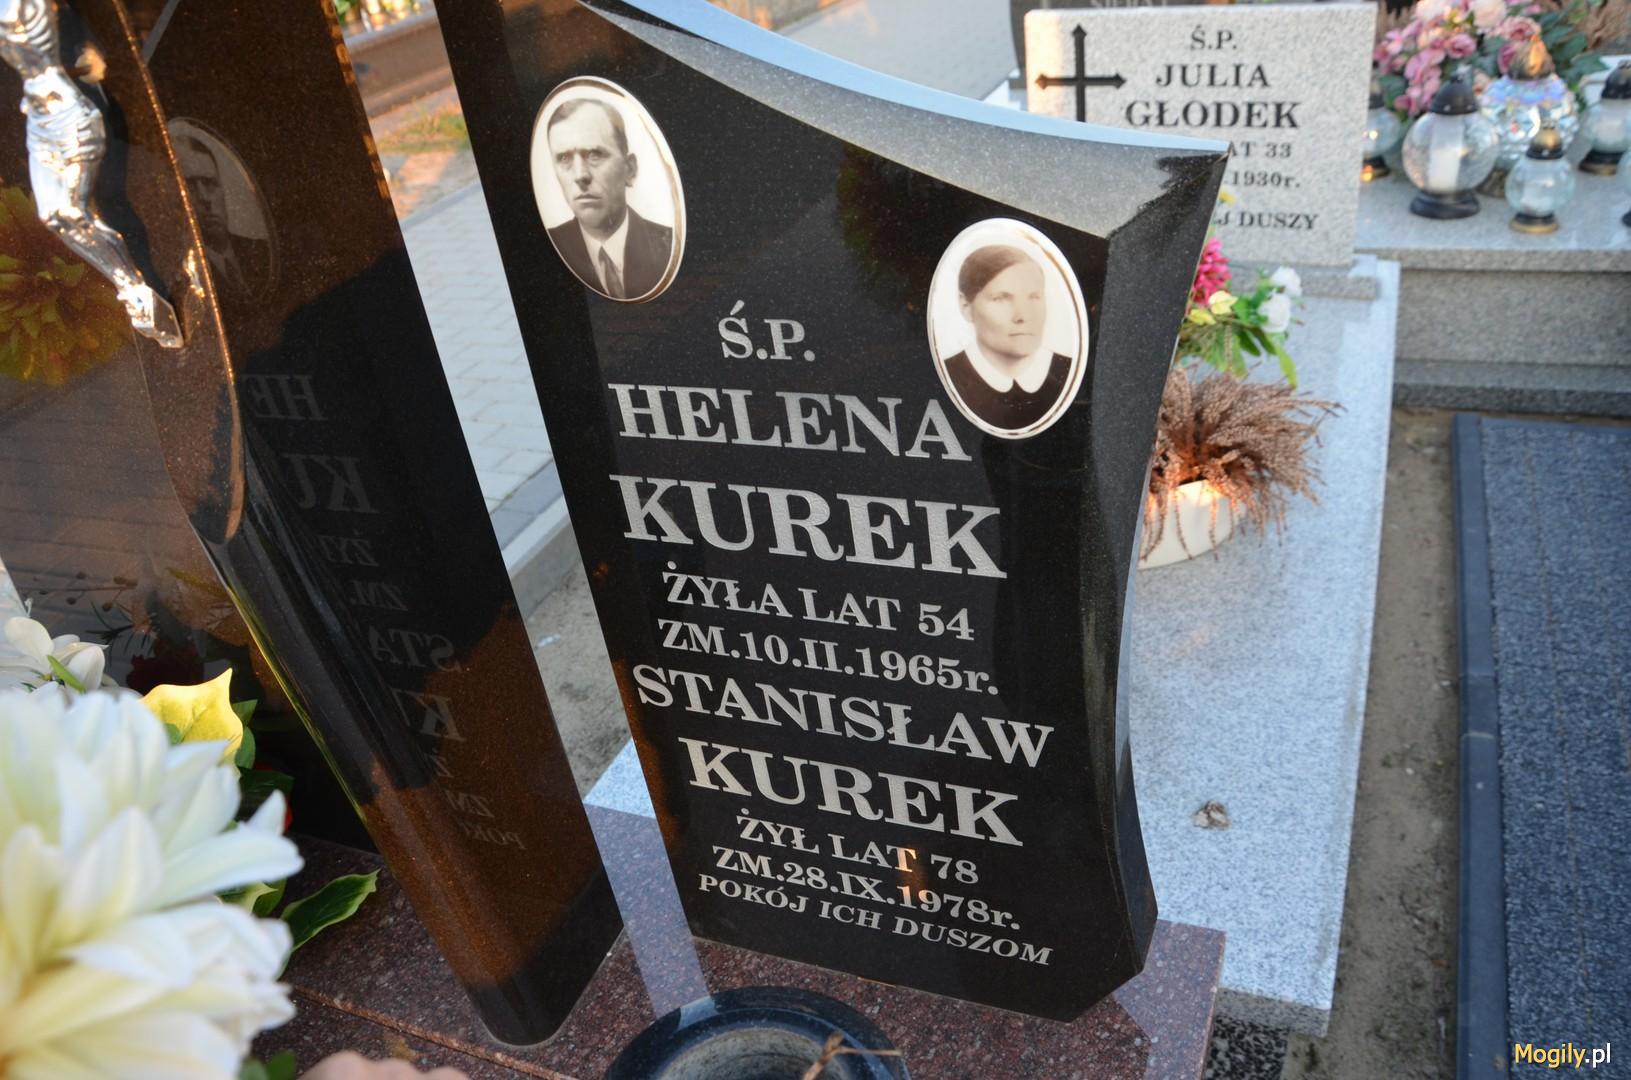 Ś.P.
HELENA
KUREK
ŻYŁA LAT 54
ZM.10.II.1965r.
STANISŁAW
KUREK
ŻYŁ LAT 78
ZM.28.IX.1978r.
POKÓJ ICH DUSZOM
Ś.P.
JULIA
GŁODEK
33
1930r.
DUSZY
Mogily.pl